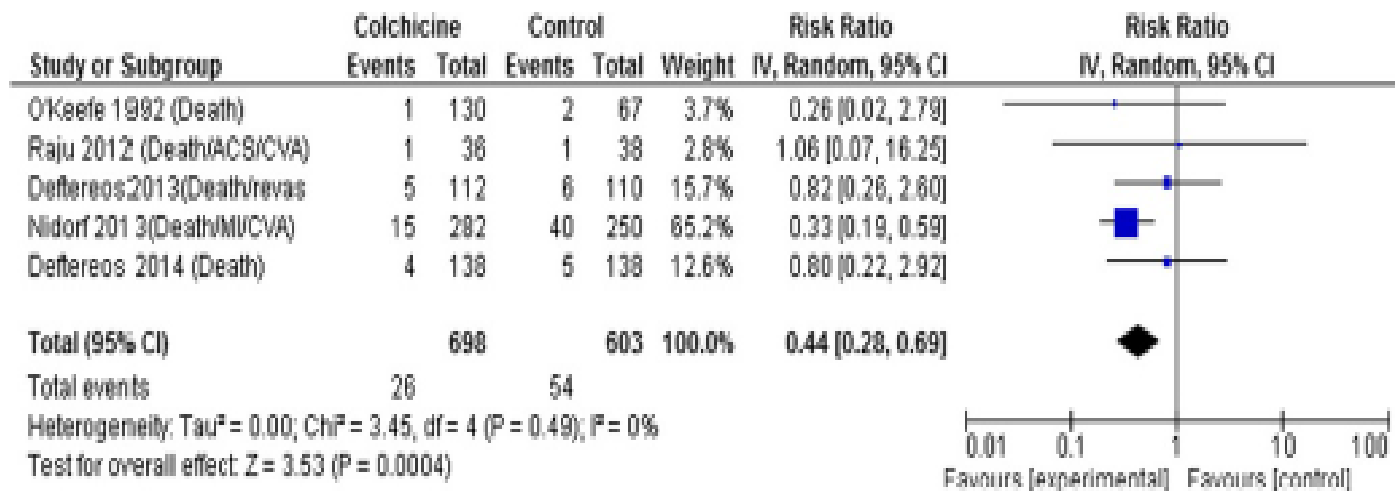 Colchicine Control Risk Ratio Risk Ratio
Study or Subgroup Events Total Events Total Weight IV, Random, 95% CI IV, Random, 95% CI
O'Keefe 1992 (Death) 1 130 2 67 3.7% 0.26 [0.02, 2.79]
Raju 2012 (Death/ACS/CVA) 1 36 1 38 2.8% 1.06 [0.07, 16.25]
Deftereos2013(Death/revas 5 112 6 110 15.7% 0.82 [0.26, 2.60]
Nidorf 2013(Death/MI/CVA) 15 282 40 250 65.2% 0.33 [0.19, 0.59]
Deftereos 2014 (Death) 4 138 5 138 12.6% 0.80 [0.22, 2.92]
Total (95% CI) 698 603 100.0% 0.44 [0.28, 0.69]
Total events 26 54
Heterogeneity: Tau² = 0.00; Chi² = 3.45, df = 4 (P = 0.49); I² = 0%
Test for overall effect: Z = 3.53 (P = 0.0004)
0.01 0.1 1 10 100
Favours [experimental] Favours [control]